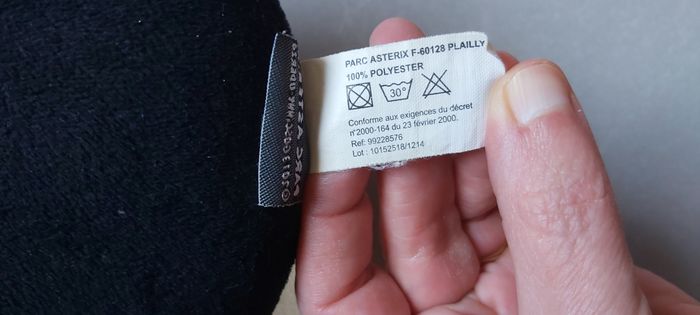 PARC ASTERIX F-60128 PLAILLY
100% POLYESTER
30°
Conforme aux exigences du décret
n°2000-164 du 23 février 2000.
Ref: 99228576
Lot : 10152518/1214